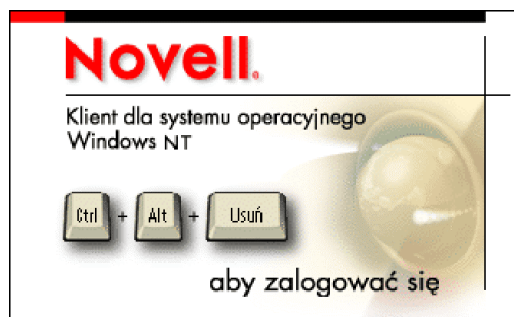 Novell®
Klient dla systemu operacyjnego
Windows NT
Ctrl + Alt + Usuń
aby zalogować się